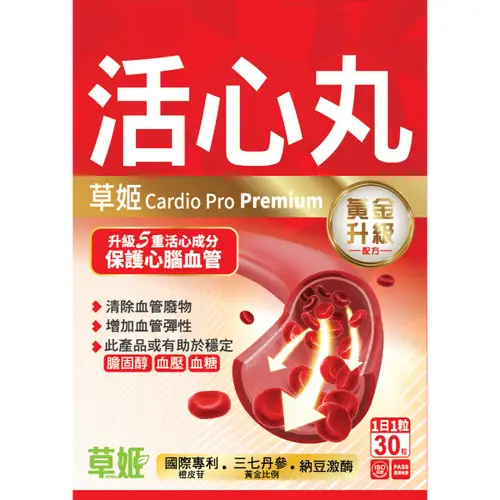 活心丸
草姬 Cardio Pro Premium
黃金
升級
配方
升級5重活心成分
保護心腦血管
清除血管廢物
增加血管彈性
此產品或有助於穩定
膽固醇 血壓 血糖
1日1粒
30粒
ISO
PASS
草姬
國際專利・三七丹參・納豆激酶
橙皮苷 黃金比例